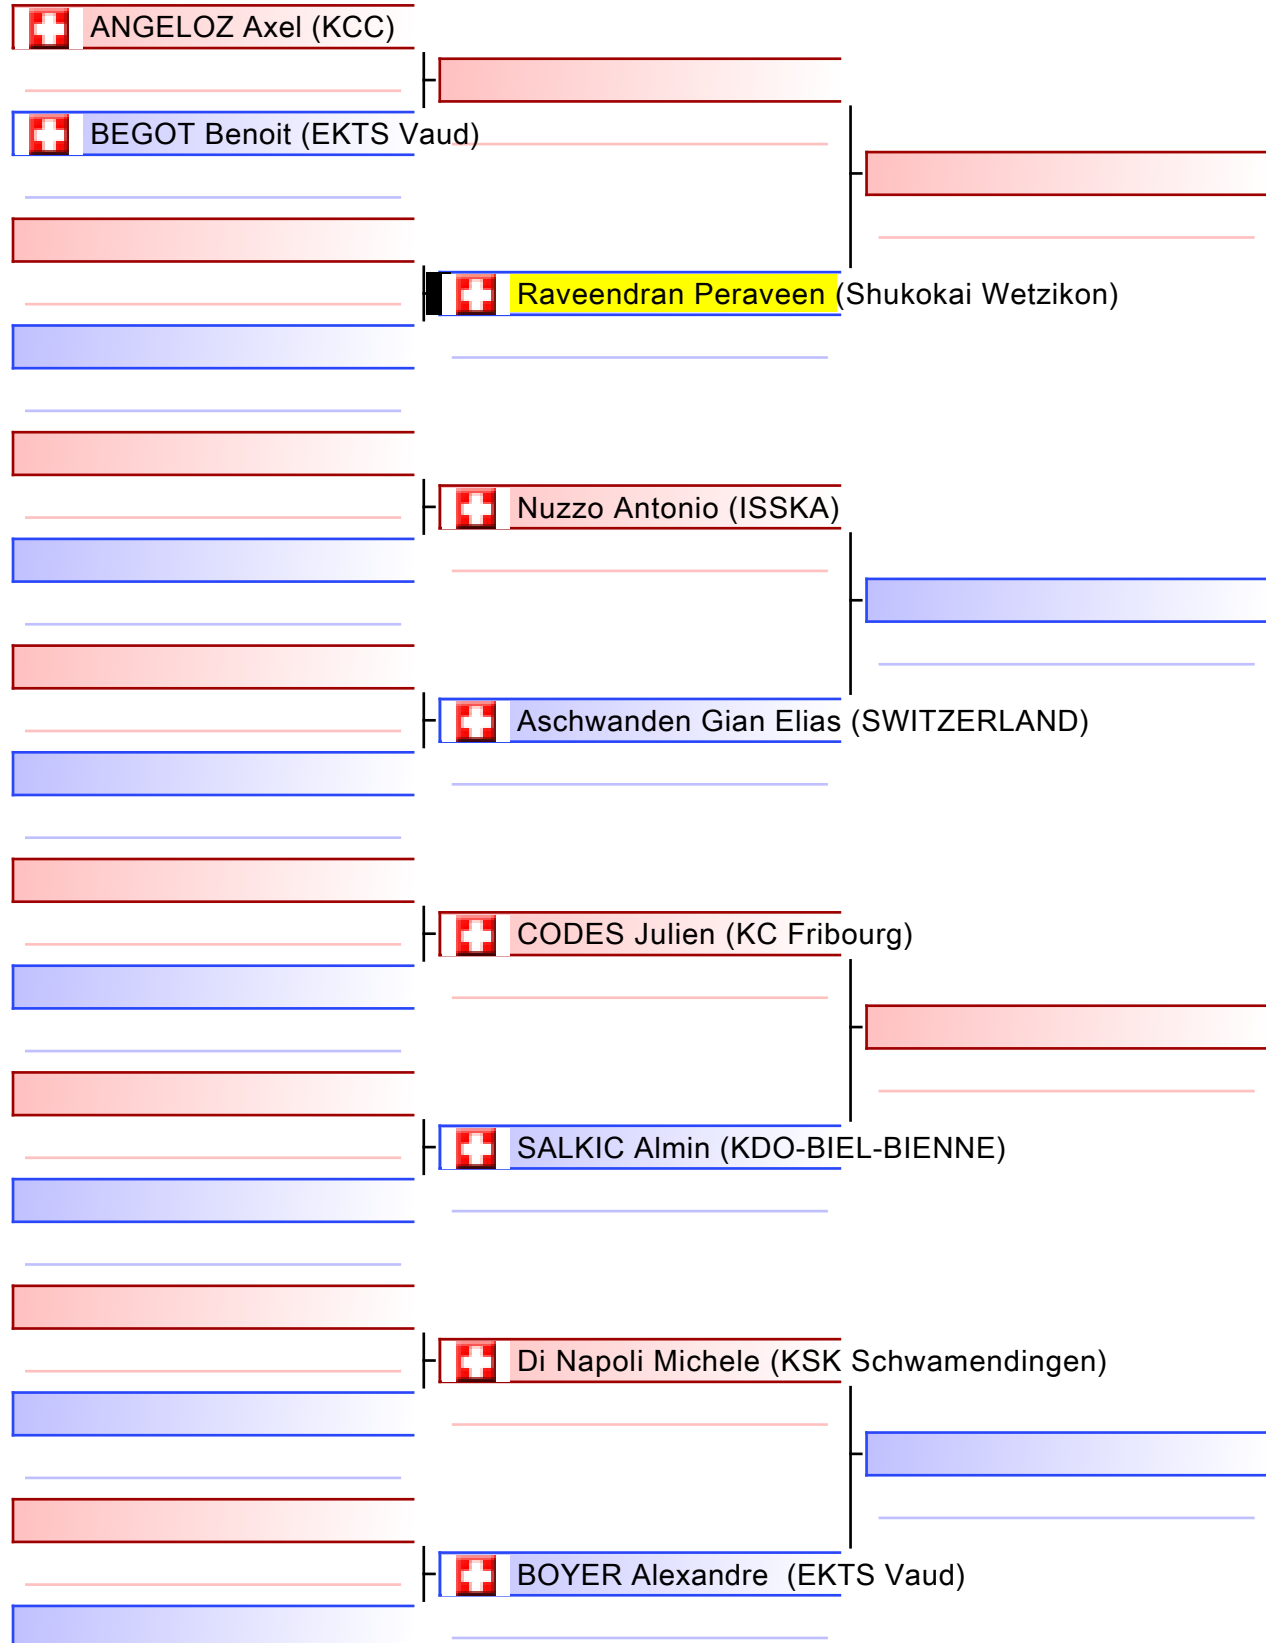 ANGELOZ Axel (KCC)
BEGOT Benoit (EKTS Vaud)
Raveendran Peraveen (Shukokai Wetzikon)
Nuzzo Antonio (ISSKA)
Aschwanden Gian Elias (SWITZERLAND)
CODES Julien (KC Fribourg)
SALKIC Almin (KDO-BIEL-BIENNE)
Di Napoli Michele (KSK Schwamendingen)
BOYER Alexandre  (EKTS Vaud)